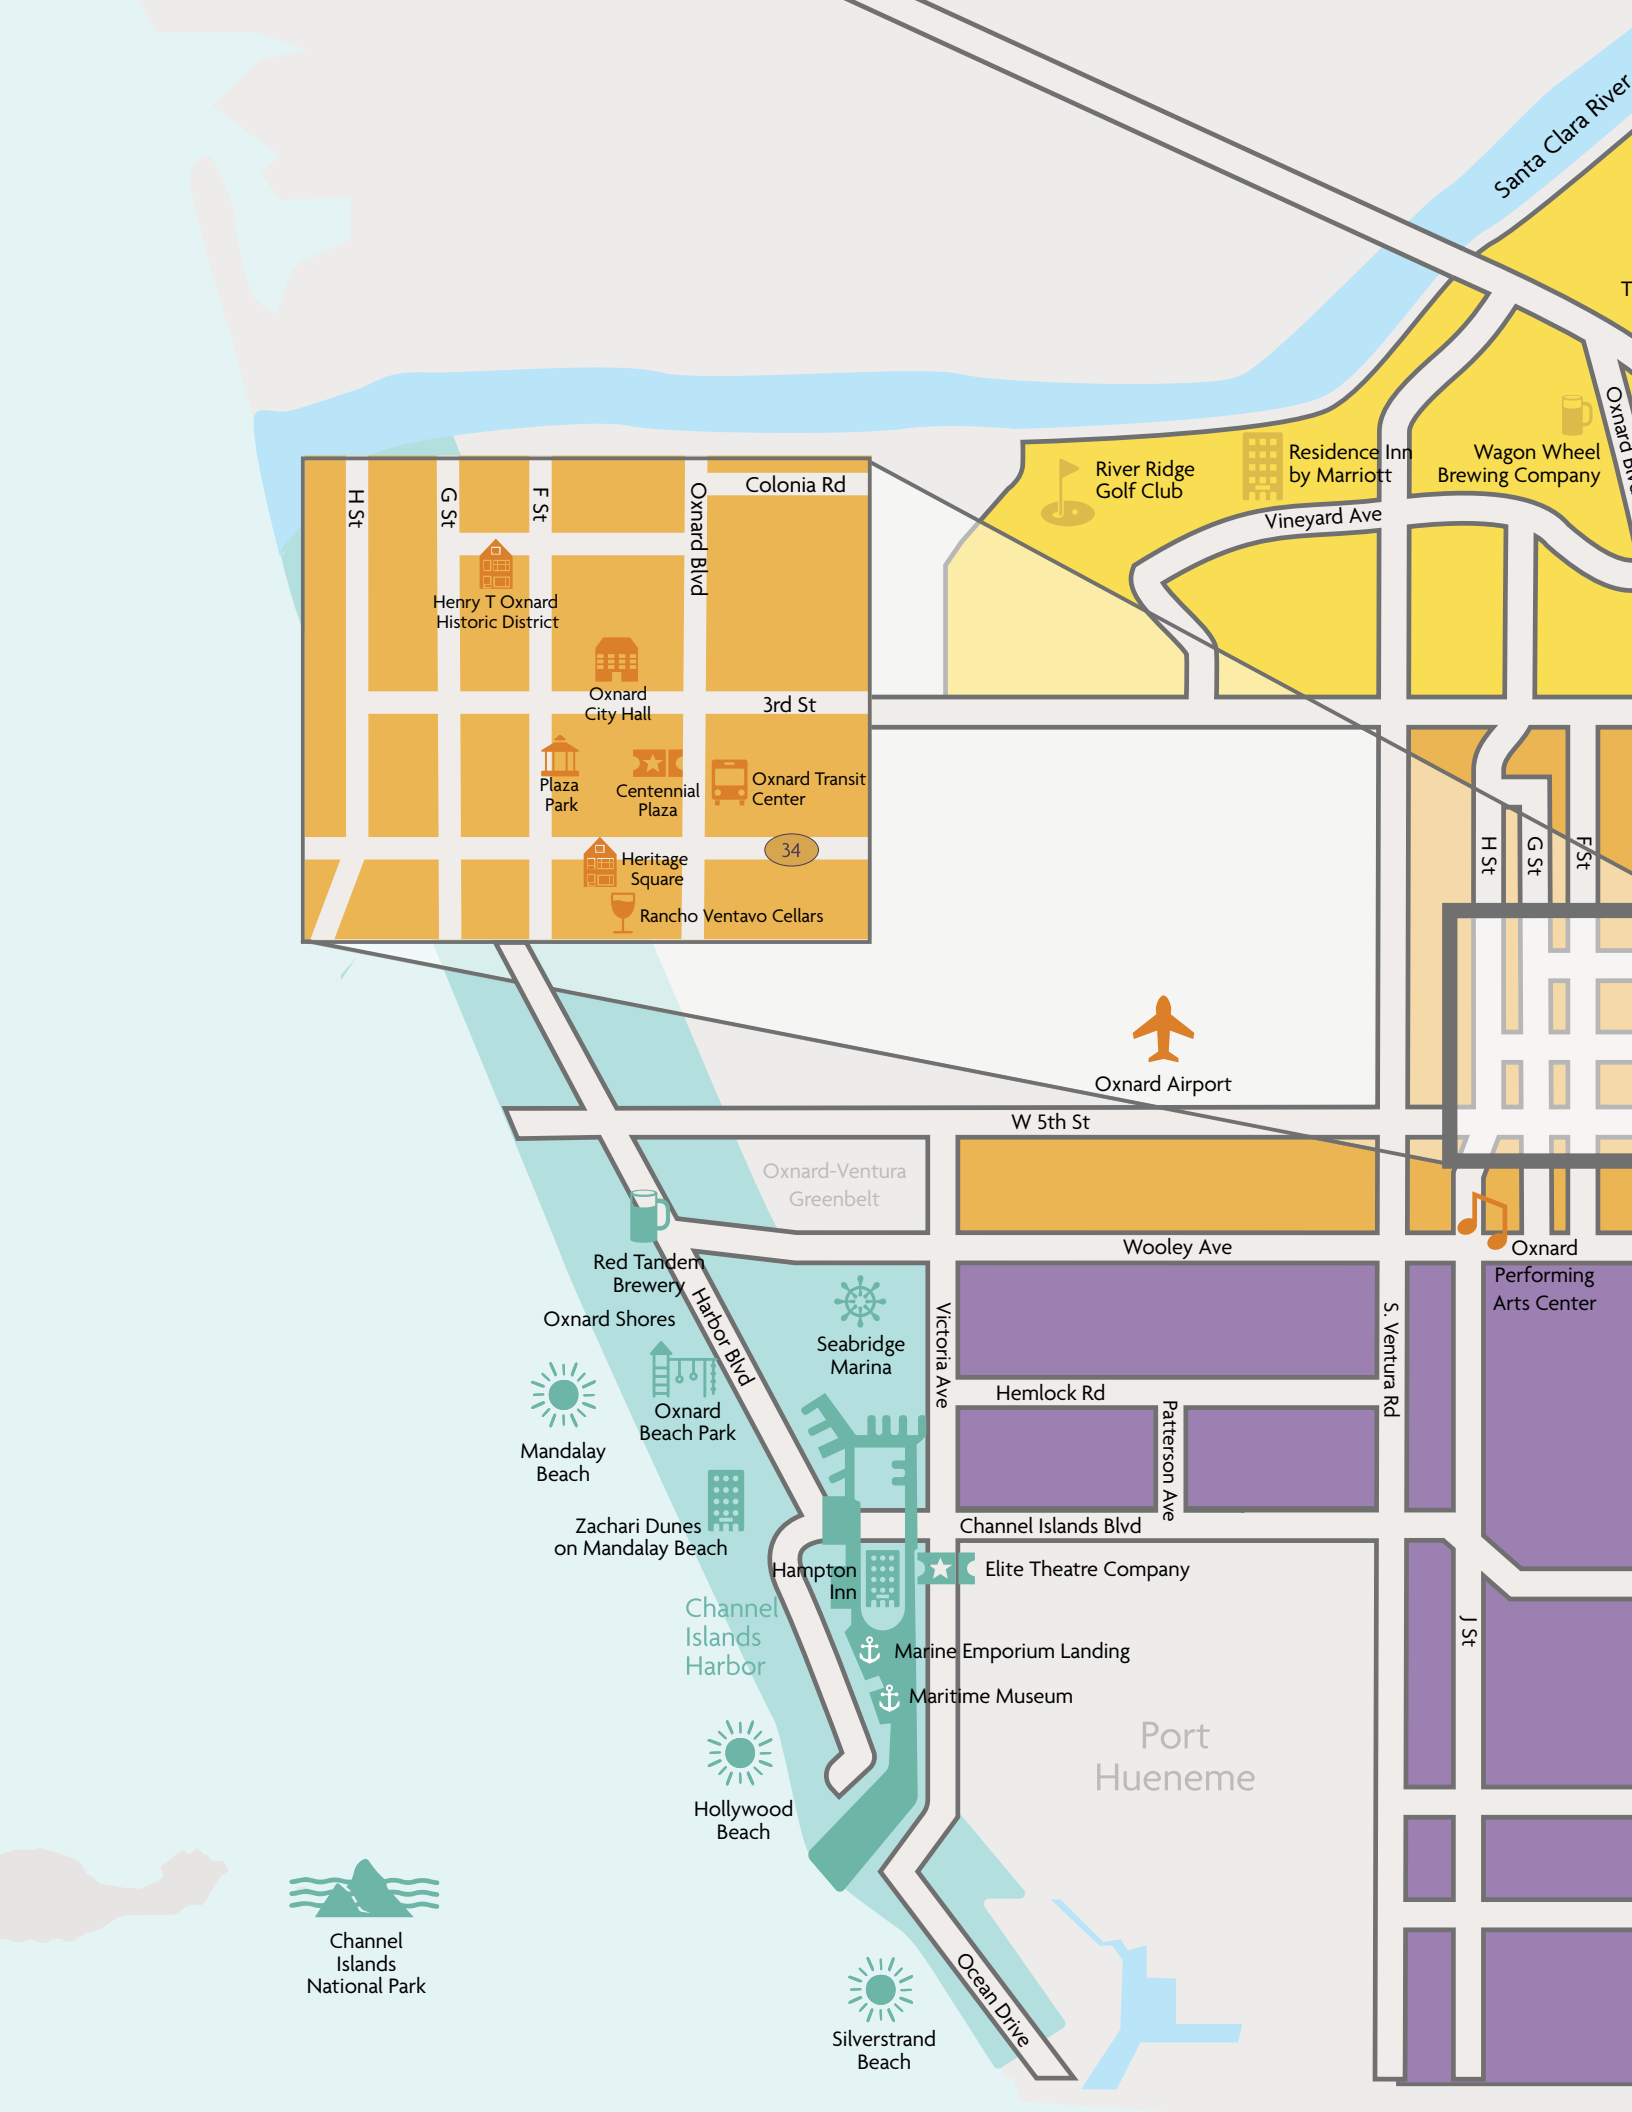 Santa Clara River
T
Oxnard Blvd
River Ridge
Golf Club
Residence Inn
by Marriott
Wagon Wheel
Brewing Company
Vineyard Ave
H St
G St
F St
Oxnard Blvd
Colonia Rd
Henry T Oxnard
Historic District
Oxnard
City Hall
3rd St
Plaza
Park
Centennial
Plaza
Oxnard Transit
Center
34
Heritage
Square
Rancho Ventavo Cellars
H St
G St
F St
Oxnard Airport
W 5th St
Oxnard-Ventura
Greenbelt
Wooley Ave
Oxnard
Performing
Arts Center
Red Tandem
Brewery
Oxnard Shores
Harbor Blvd
Seabridge
Marina
Victoria Ave
S. Ventura Rd
Hemlock Rd
Patterson Ave
Oxnard
Beach Park
Mandalay
Beach
Zachari Dunes
on Mandalay Beach
Channel Islands Blvd
Hampton
Inn
Elite Theatre Company
Channel
Islands
Harbor
J St
Marine Emporium Landing
Maritime Museum
Port
Hueneme
Hollywood
Beach
Channel
Islands
National Park
Ocean Drive
Silverstrand
Beach